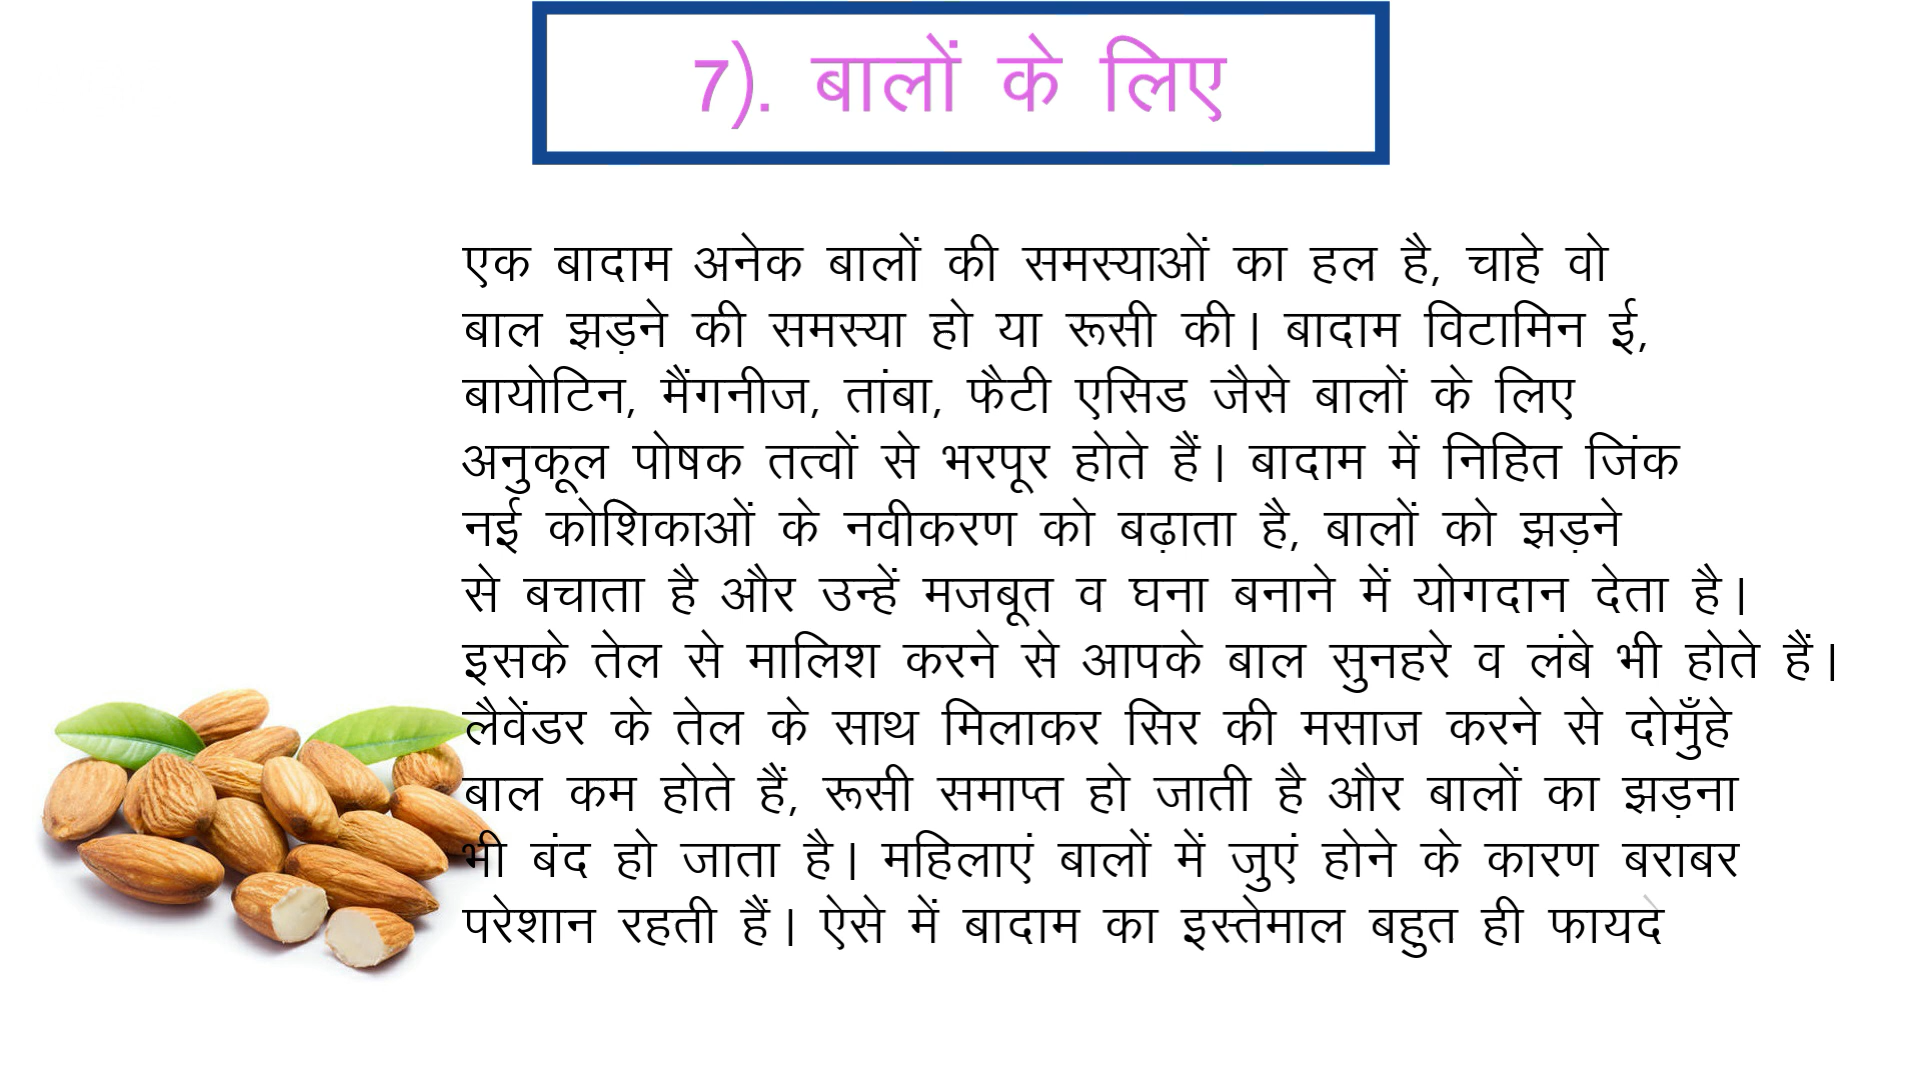 7). बालों के लिए
एक बादाम अनेक बालों की समस्याओं का हल है, चाहे वो
बाल झड़ने की समस्या हो या रूसी की। बादाम विटामिन ई,
बायोटिन, मैंगनीज, तांबा, फैटी एसिड जैसे बालों के लिए
अनुकूल पोषक तत्वों से भरपूर होते हैं। बादाम में निहित जिंक
नई कोशिकाओं के नवीकरण को बढ़ाता है, बालों को झड़ने
से बचाता है और उन्हें मजबूत व घना बनाने में योगदान देता है।
इसके तेल से मालिश करने से आपके बाल सुनहरे व लंबे भी होते हैं।
लैवेंडर के तेल के साथ मिलाकर सिर की मसाज करने से दोमुँहे
बाल कम होते हैं, रूसी समाप्त हो जाती है और बालों का झड़ना
भी बंद हो जाता है। महिलाएं बालों में जुएं होने के कारण बराबर
परेशान रहती हैं। ऐसे में बादाम का इस्तेमाल बहुत ही फायदे